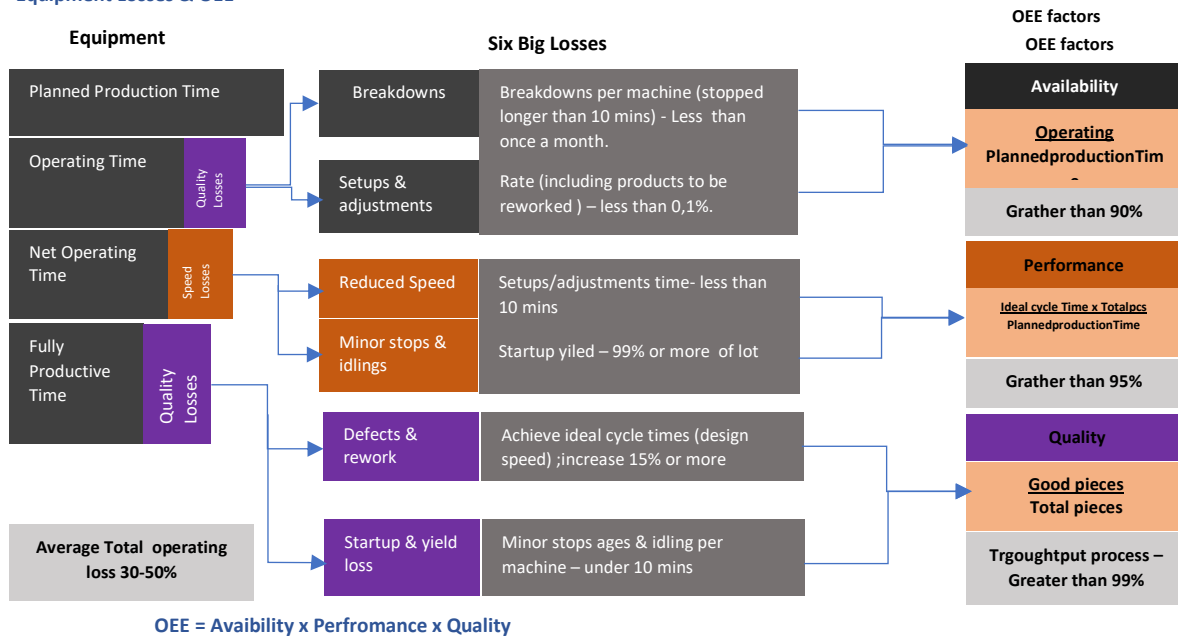 Equipment Losses & OEE
OEE factors
Equipment
Six Big Losses
OEE factors
Planned Production Time
Breakdowns
Breakdowns per machine (stopped
longer than 10 mins) - Less than
once a month.
Availability
Operating
PlannedproductionTim
Operating Time
Quality
Losses
Setups &
adjustments
Rate (including products to be
reworked ) – less than 0,1%.
Grather than 90%
Net Operating
Time
Speed
Losses
Reduced Speed
Setups/adjustments time- less than
10 mins
Performance
Ideal cycle Time x Totalpcs
PlannedproductionTime
Minor stops &
idlings
Startup yiled – 99% or more of lot
Grather than 95%
Fully
Productive
Time
Quality
Losses
Defects &
rework
Achieve ideal cycle times (design
speed) ;increase 15% or more
Quality
Good pieces
Total pieces
Average Total operating
loss 30-50%
Startup & yield
loss
Minor stops ages & idling per
machine – under 10 mins
Trgoughtput process –
Greater than 99%
OEE = Avaibility x Perfromance x Quality